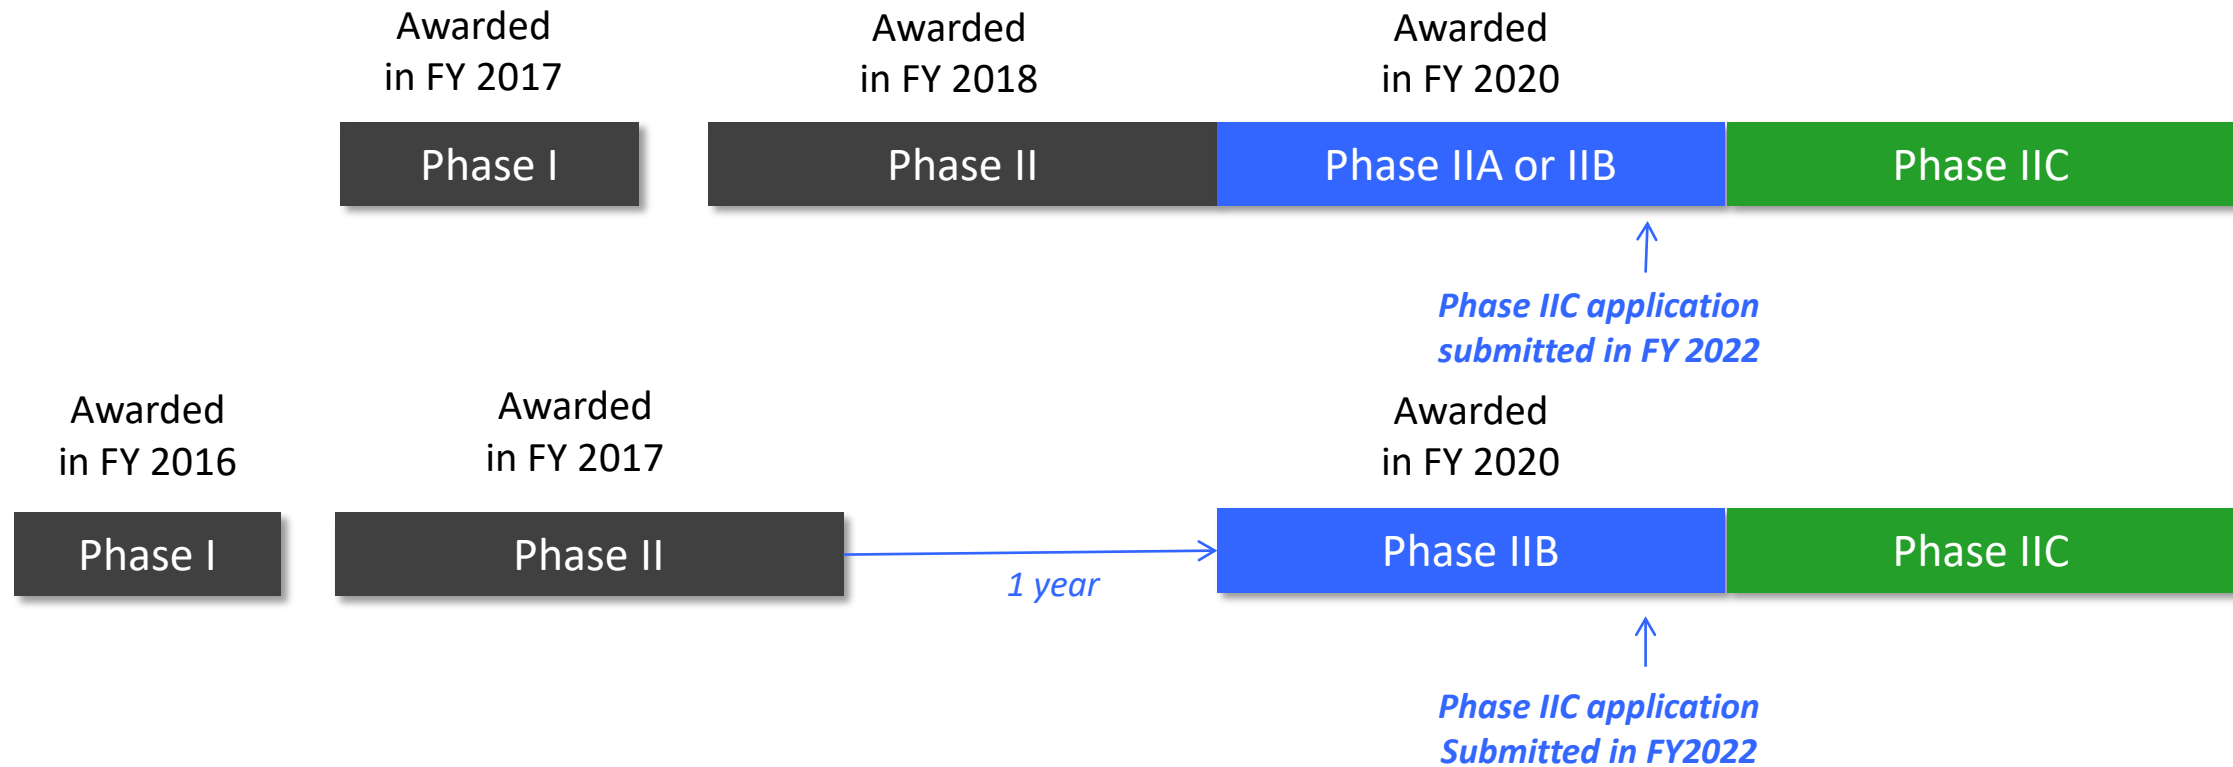 Awarded
in FY 2017
Awarded
in FY 2018
Awarded
in FY 2020
Phase I
Phase II
Phase IIA or IIB
Phase IIC
Phase IIC application
submitted in FY 2022
Awarded
in FY 2016
Awarded
in FY 2017
Awarded
in FY 2020
Phase I
Phase II
1 year
Phase IIB
Phase IIC
Phase IIC application
Submitted in FY2022